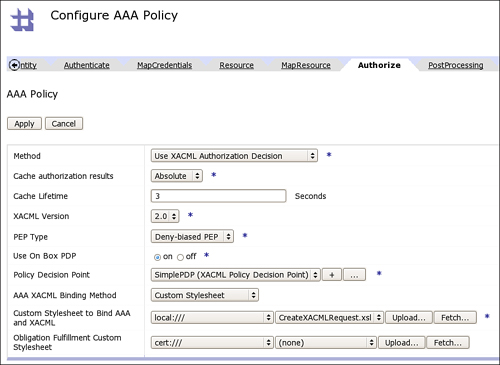 Configure AAA Policy
ntity Authenticate MapCredentials Resource MapResource Authorize PostProcessing
AAA Policy
Apply Cancel
Method Use XACML Authorization Decision *
Cache authorization results Absolute *
Cache Lifetime 3 Seconds
XACML Version 2.0 *
PEP Type Deny-biased PEP *
Use On Box PDP on off *
Policy Decision Point SimplePDP (XACML Policy Decision Point) + ... *
AAA XACML Binding Method Custom Stylesheet
Custom Stylesheet to Bind AAA local:/// CreateXACMLRequest.xsl Upload... Fetch... *
and XACML
Obligation Fulfillment Custom cert:/// (none) Upload... Fetch...
Stylesheet